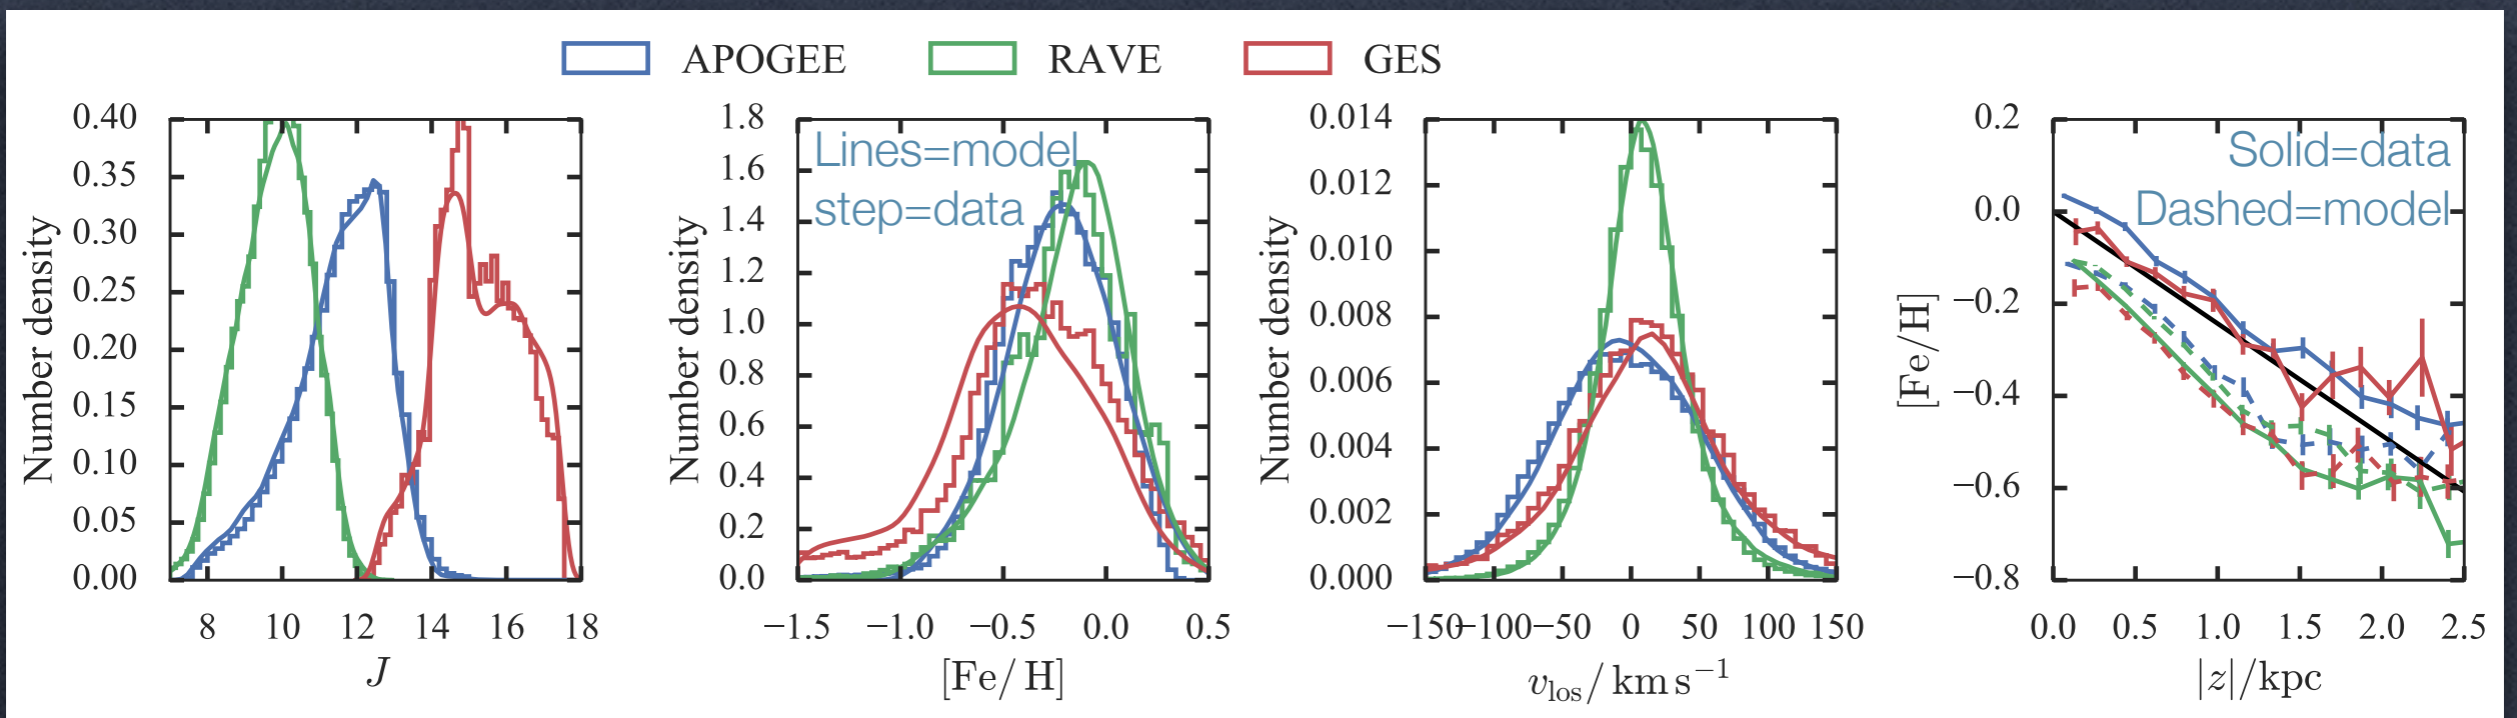 APOGEE RAVE GES
0.40
0.35
0.30
0.25
0.20
0.15
0.10
0.05
0.00
Number density
8 10 12 14 16 18
J
1.8
1.6
1.4
1.2
1.0
0.8
0.6
0.4
0.2
0.0
Number density
Lines=model
step=data
−1.5 −1.0 −0.5 0.0 0.5
[Fe/H]
0.014
0.012
0.010
0.008
0.006
0.004
0.002
0.000
Number density
−150 −100 −50 0 50 100 150
v_los/km s⁻¹
0.2
0.0
−0.2
−0.4
−0.6
−0.8
[Fe/H]
Solid=data
Dashed=model
0.0 0.5 1.0 1.5 2.0 2.5
|z|/kpc